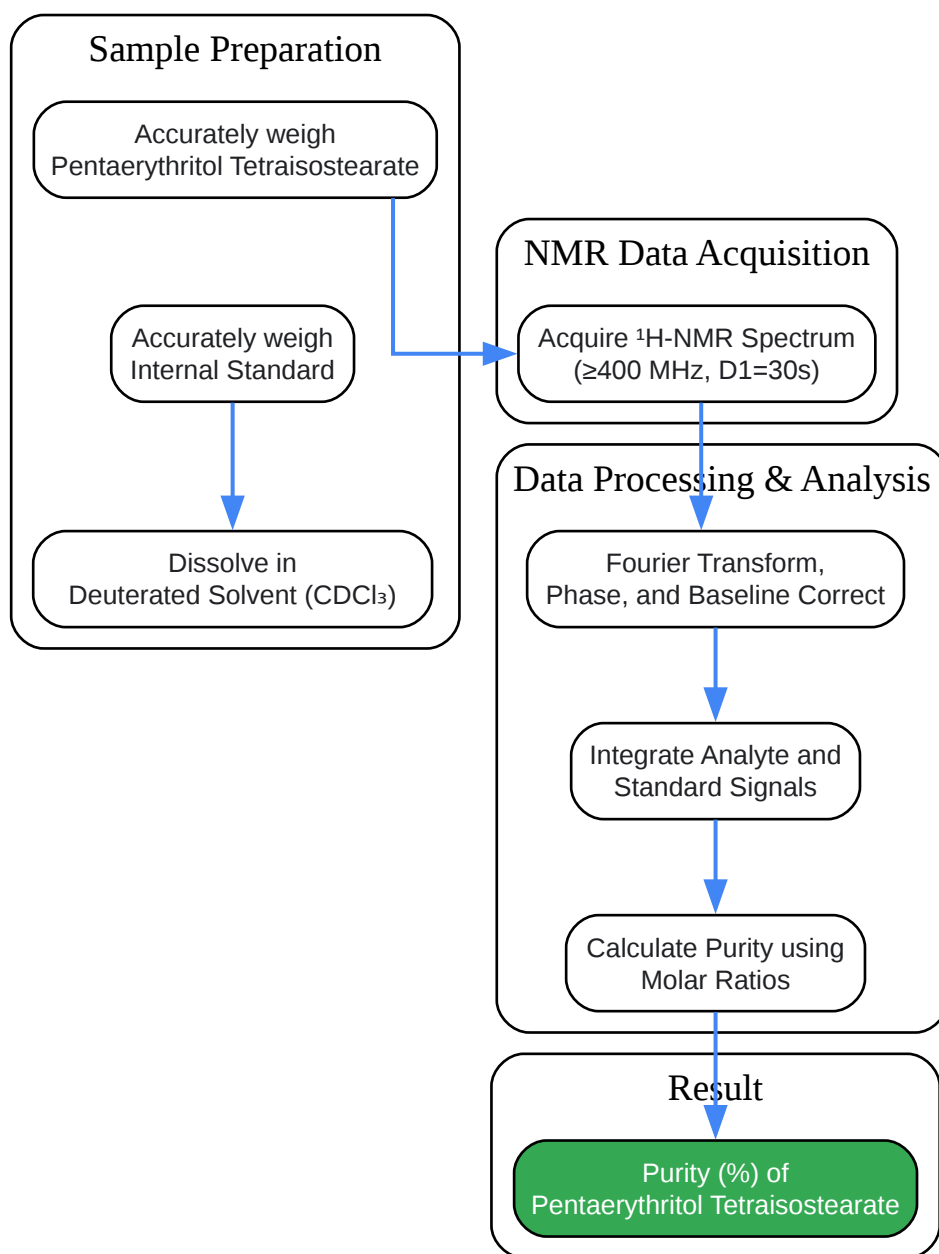 Sample Preparation
Accurately weigh
Pentaerythritol Tetraisostearate
Accurately weigh
Internal Standard
Dissolve in
Deuterated Solvent (CDCl₃)
NMR Data Acquisition
Acquire ¹H-NMR Spectrum
(≥400 MHz, D1=30s)
Data Processing & Analysis
Fourier Transform,
Phase, and Baseline Correct
Integrate Analyte and
Standard Signals
Calculate Purity using
Molar Ratios
Result
Purity (%) of
Pentaerythritol Tetraisostearate